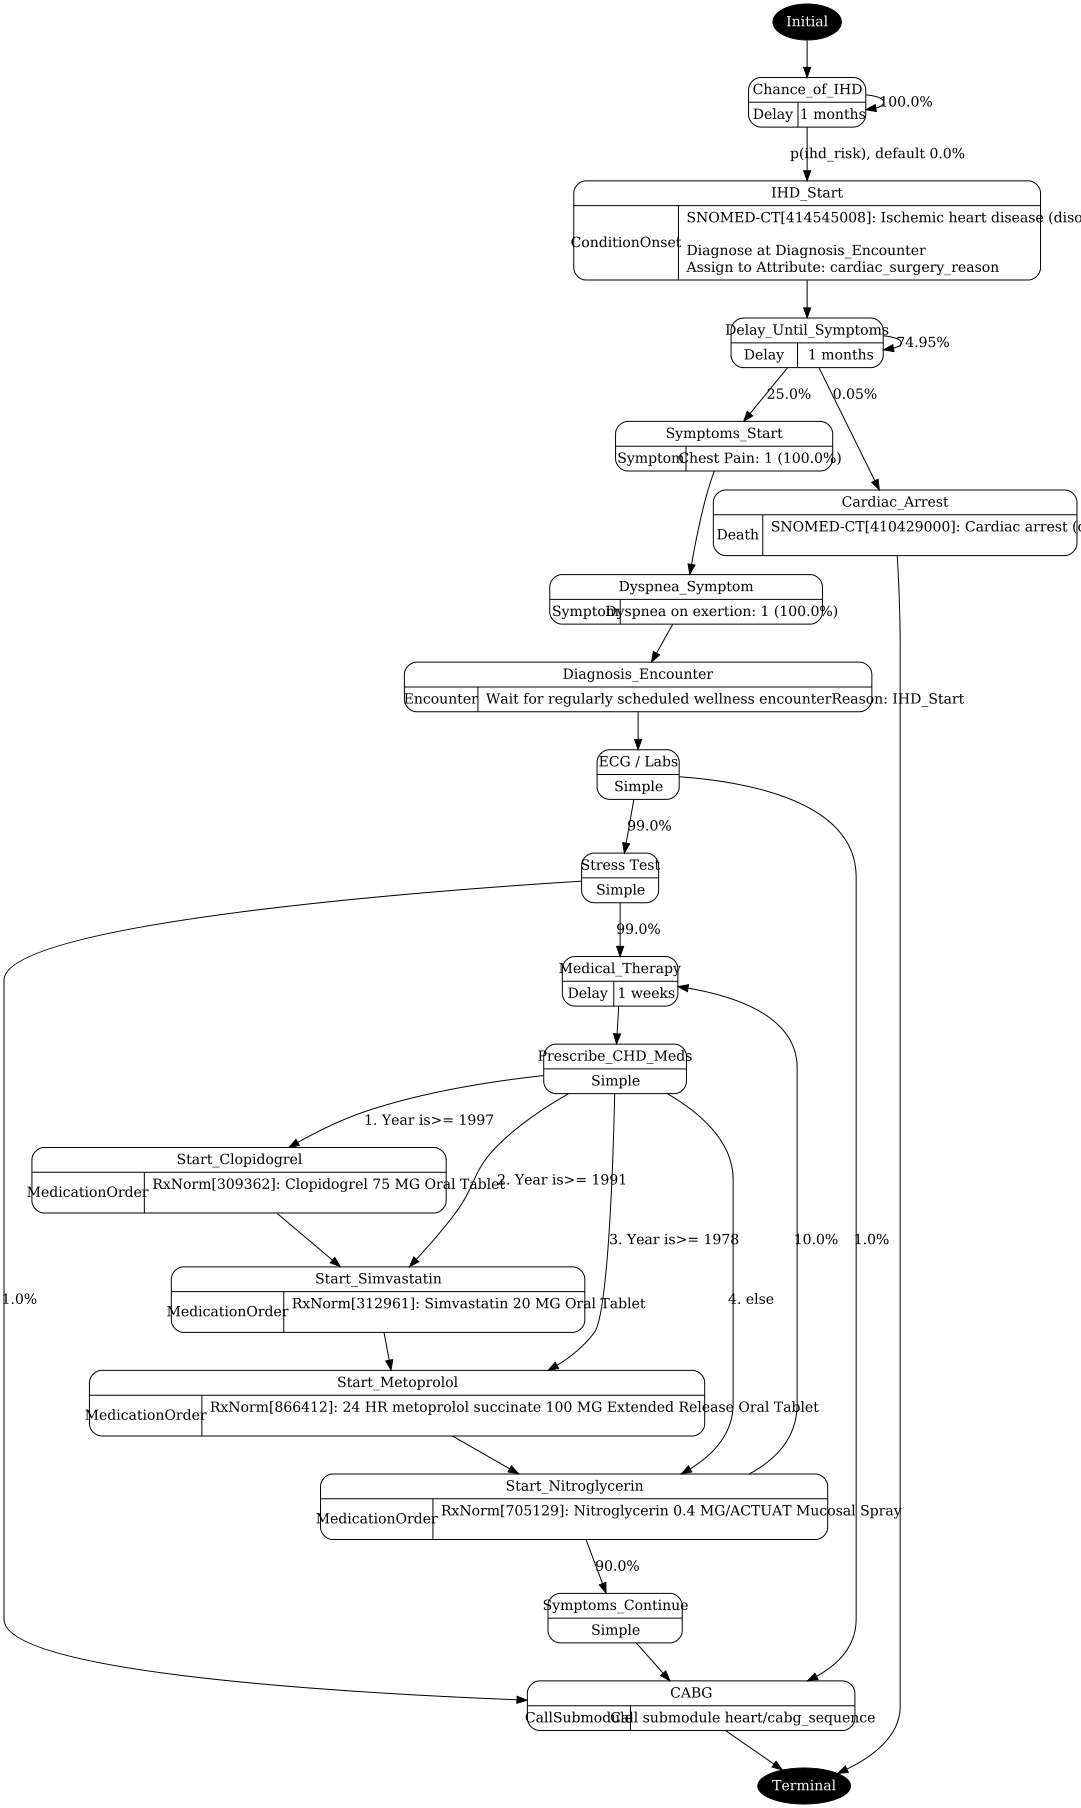 Initial
Chance_of_IHD
Delay 1 months
100.0%
p(ihd_risk), default 0.0%
IHD_Start
ConditionOnset
SNOMED-CT[414545008]: Ischemic heart disease (diso
Diagnose at Diagnosis_Encounter
Assign to Attribute: cardiac_surgery_reason
Delay_Until_Symptoms
Delay 1 months
74.95%
25.0%
0.05%
Symptoms_Start
Symptom Chest Pain: 1 (100.0%)
Cardiac_Arrest
Death
SNOMED-CT[410429000]: Cardiac arrest (
Dyspnea_Symptom
Symptom Dyspnea on exertion: 1 (100.0%)
Diagnosis_Encounter
Encounter Wait for regularly scheduled wellness encounterReason: IHD_Start
ECG / Labs
Simple
99.0%
Stress Test
Simple
99.0%
Medical_Therapy
Delay 1 weeks
Prescribe_CHD_Meds
Simple
1. Year is>= 1997
Start_Clopidogrel
MedicationOrder
RxNorm[309362]: Clopidogrel 75 MG Oral Tablet
2. Year is>= 1991
3. Year is>= 1978
10.0%
1.0%
Start_Simvastatin
MedicationOrder
RxNorm[312961]: Simvastatin 20 MG Oral Tablet
1.0%
4. else
Start_Metoprolol
MedicationOrder
RxNorm[866412]: 24 HR metoprolol succinate 100 MG Extended Release Oral Tablet
Start_Nitroglycerin
MedicationOrder
RxNorm[705129]: Nitroglycerin 0.4 MG/ACTUAT Mucosal Spray
90.0%
Symptoms_Continue
Simple
CABG
CallSubmodule Call submodule heart/cabg_sequence
Terminal